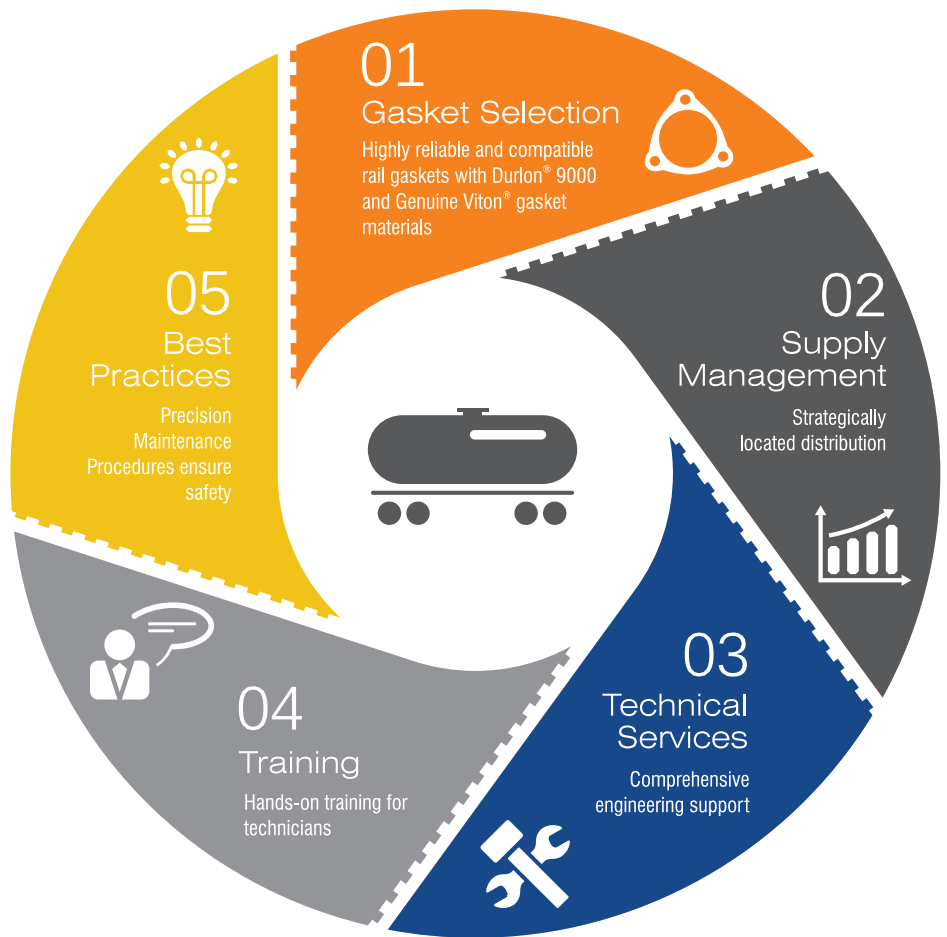 01
Gasket Selection
Highly reliable and compatible
rail gaskets with Durlon® 9000
and Genuine Viton® gasket
materials
02
Supply
Management
Strategically
located distribution
03
Technical
Services
Comprehensive
engineering support
04
Training
Hands-on training for
technicians
05
Best
Practices
Precision
Maintenance
Procedures ensure
safety